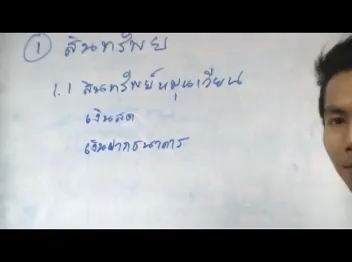 ① สินทรัพย์
1.1 สินทรัพย์หมุนเวียน
เงินสด
เงินฝากธนาคาร